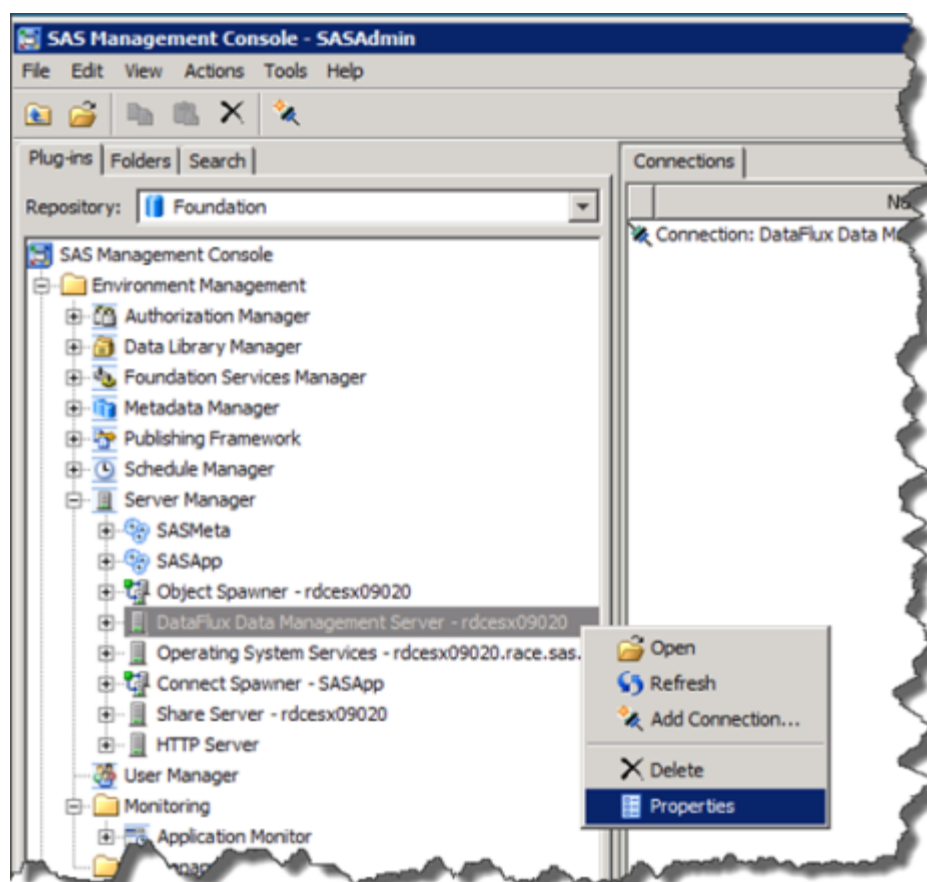 SAS Management Console - SASAdmin
File Edit View Actions Tools Help
Plug-ins Folders Search
Connections
Repository: Foundation
SAS Management Console
Connection: DataFlux Data
Environment Management
Authorization Manager
Data Library Manager
Foundation Services Manager
Metadata Manager
Publishing Framework
Schedule Manager
Server Manager
SASMeta
SASApp
Object Spawner - rdcesx09020
DataFlux Data Management Server - rdcesx09020
Operating System Services - rdcesx09020.race.sas.
Connect Spawner - SASApp
Share Server - rdcesx09020
HTTP Server
User Manager
Monitoring
Application Monitor
Open
Refresh
Add Connection...
Delete
Properties